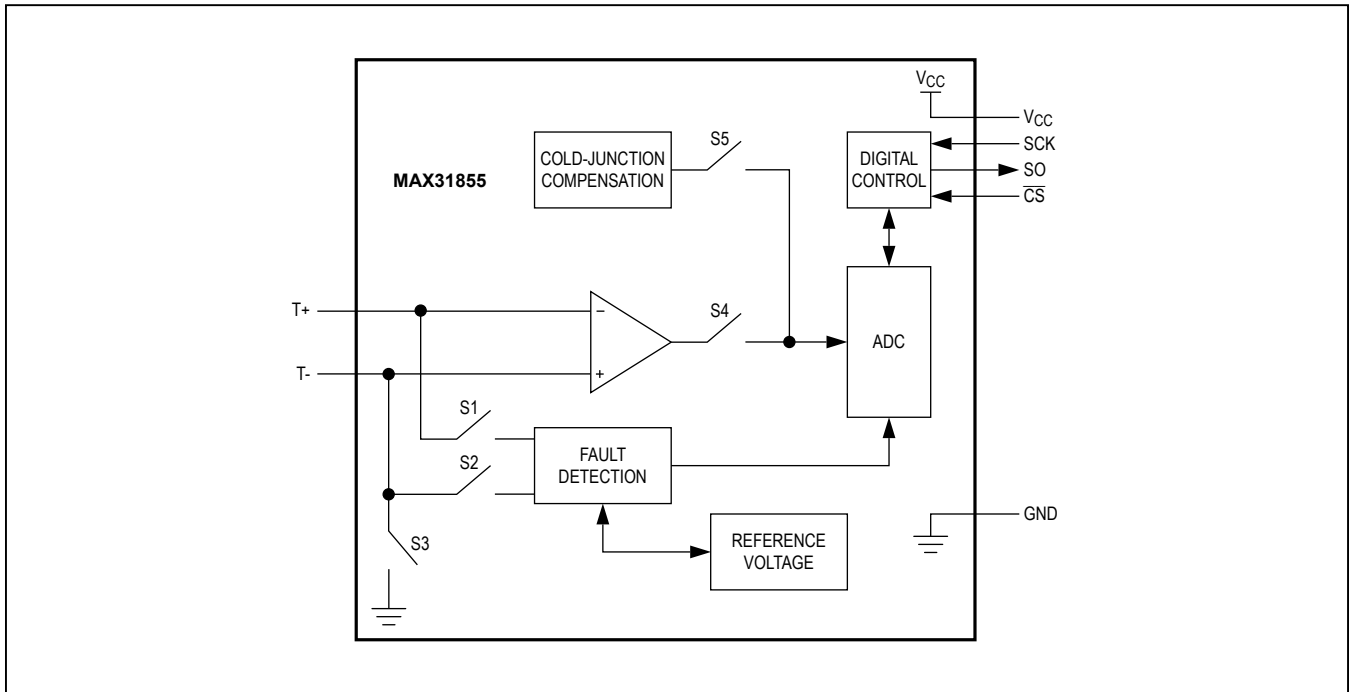 VCC
VCC
SCK
SO
CS
S5
COLD-JUNCTION
COMPENSATION
DIGITAL
CONTROL
MAX31855
T+
T-
−
+
S4
ADC
S1
S2
S3
FAULT
DETECTION
REFERENCE
VOLTAGE
GND